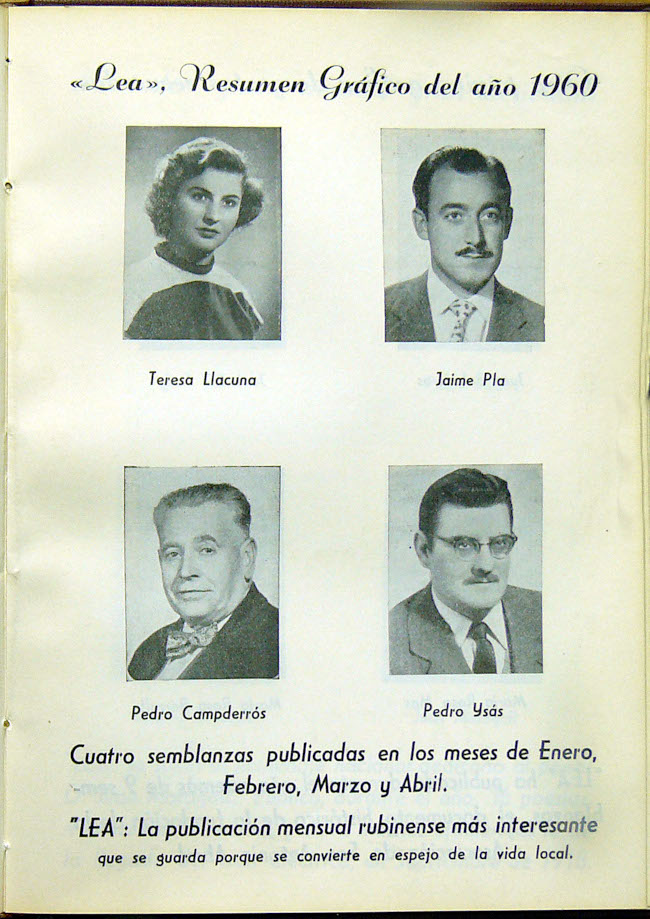 «Lea», Resumen Gráfico del año 1960
Teresa Llacuna
Jaime Pla
Pedro Campderrós
Pedro Ysás
Cuatro semblanzas publicadas en los meses de Enero,
Febrero, Marzo y Abril.
"LEA": La publicación mensual rubinense más interesante
que se guarda porque se convierte en espejo de la vida local.